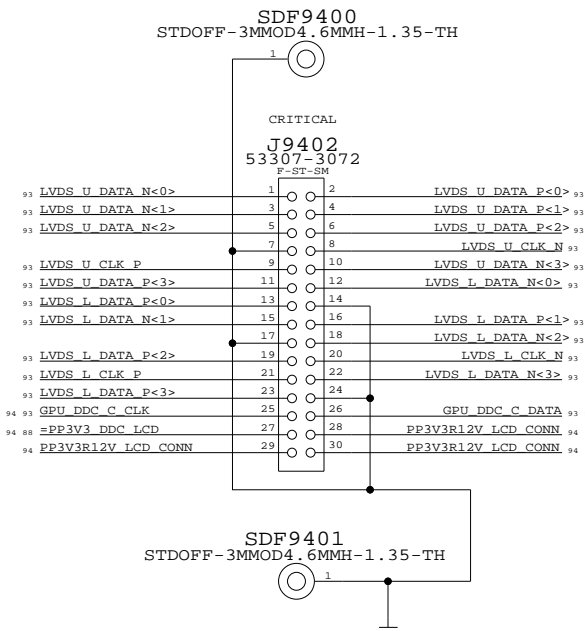 SDF9400
STDOFF-3MMOD4.6MMH-1.35-TH
1
CRITICAL
J9402
53307-3072
F-ST-SM
93 LVDS_U_DATA_N<0> 1 2 LVDS_U_DATA_P<0> 93
93 LVDS_U_DATA_N<1> 3 4 LVDS_U_DATA_P<1> 93
93 LVDS_U_DATA_N<2> 5 6 LVDS_U_DATA_P<2> 93
7 8 LVDS_U_CLK_N 93
93 LVDS_U_CLK_P 9 10 LVDS_U_DATA_N<3> 93
93 LVDS_U_DATA_P<3> 11 12 LVDS_L_DATA_N<0> 93
93 LVDS_L_DATA_P<0> 13 14
93 LVDS_L_DATA_N<1> 15 16 LVDS_L_DATA_P<1> 93
17 18 LVDS_L_DATA_N<2> 93
93 LVDS_L_DATA_P<2> 19 20 LVDS_L_CLK_N 93
93 LVDS_L_CLK_P 21 22 LVDS_L_DATA_N<3> 93
93 LVDS_L_DATA_P<3> 23 24
94 93 GPU_DDC_C_CLK 25 26 GPU_DDC_C_DATA 93
94 88 =PP3V3_DDC_LCD 27 28 PP3V3R12V_LCD_CONN 94
94 PP3V3R12V_LCD_CONN 29 30 PP3V3R12V_LCD_CONN 94
SDF9401
STDOFF-3MMOD4.6MMH-1.35-TH
1